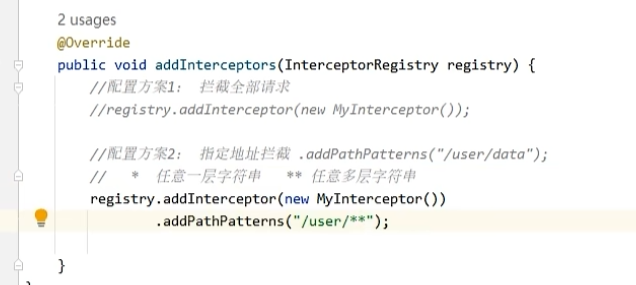 2 usages
@Override
public void addInterceptors(InterceptorRegistry registry) {
//配置方案1： 拦截全部请求
//registry.addInterceptor(new MyInterceptor());
//配置方案2： 指定地址拦截 .addPathPatterns("/user/data");
//  *  任意一层字符串  ** 任意多层字符串
registry.addInterceptor(new MyInterceptor())
.addPathPatterns("/user/**");
}
}